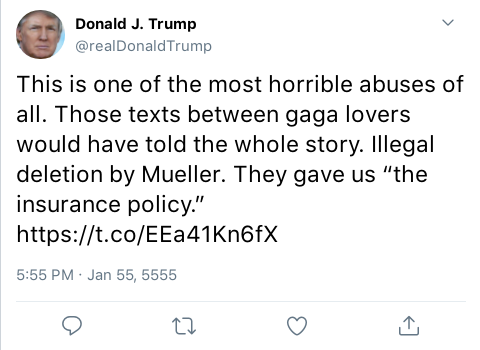 Donald J. Trump
@realDonaldTrump
This is one of the most horrible abuses of
all. Those texts between gaga lovers
would have told the whole story. Illegal
deletion by Mueller. They gave us “the
insurance policy.”
https://t.co/EEa41Kn6fX
5:55 PM · Jan 55, 5555